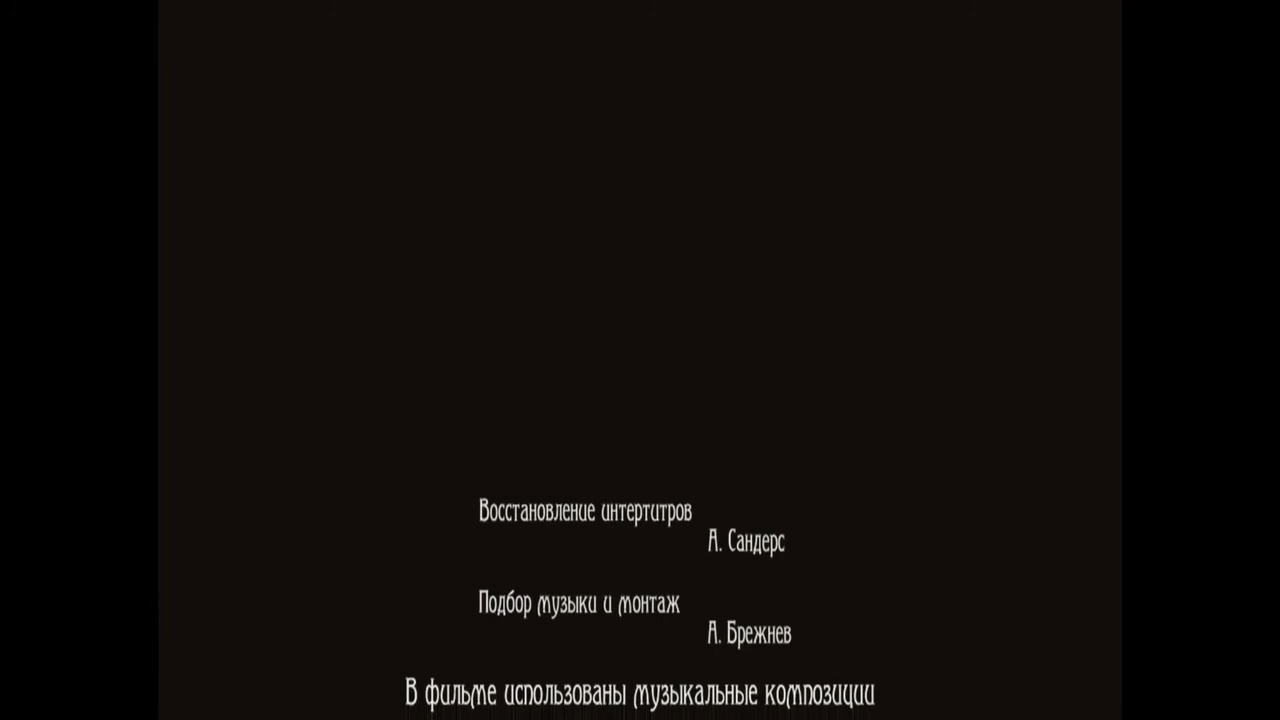 Восстановление интертитров
А. Сандерс
Подбор музыки и монтаж
А. Брежнев
В фильме использованы музыкальные композиции